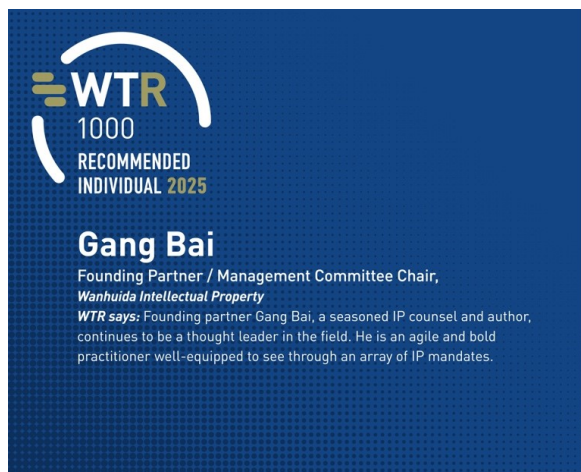 WTR
1000
RECOMMENDED
INDIVIDUAL 2025
Gang Bai
Founding Partner / Management Committee Chair,
Wanhuida Intellectual Property
WTR says: Founding partner Gang Bai, a seasoned IP counsel and author,
continues to be a thought leader in the field. He is an agile and bold
practitioner well-equipped to see through an array of IP mandates.